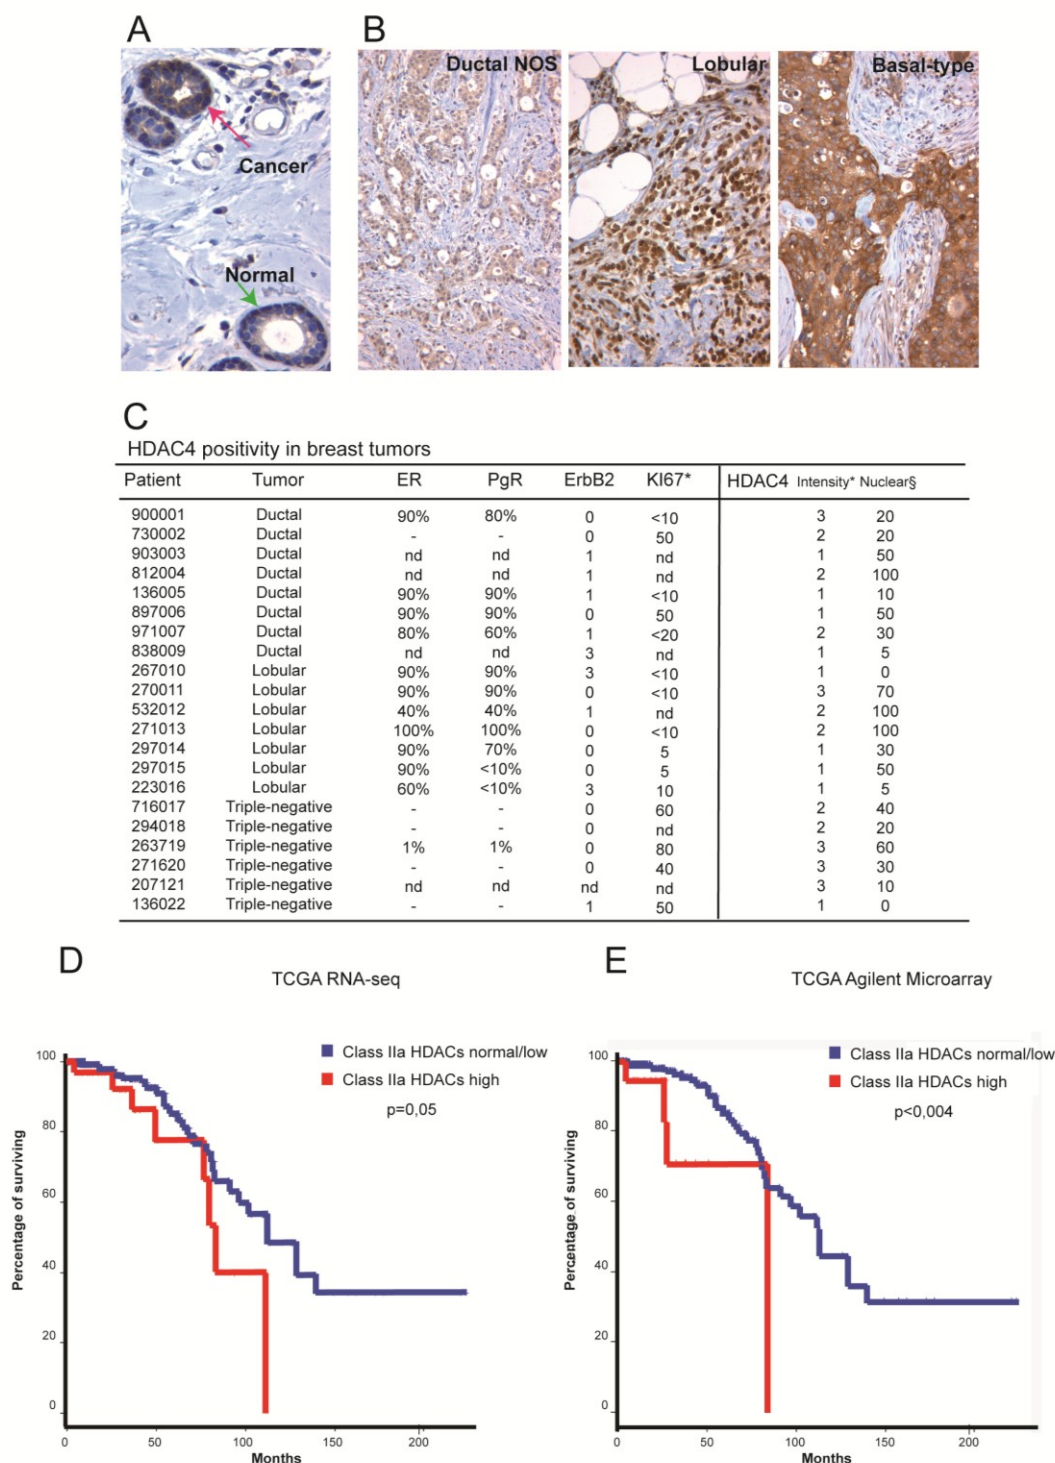 A
B
Cancer
Normal
Ductal NOS
Lobular
Basal-type
C
HDAC4 positivity in breast tumors
Patient Tumor ER PgR ErbB2 KI67* HDAC4 Intensity* Nuclear§
900001 Ductal 90% 80% 0 <10 3 20
730002 Ductal - - 0 50 2 20
903003 Ductal nd nd 1 nd 1 50
812004 Ductal nd nd 1 nd 2 100
136005 Ductal 90% 90% 1 <10 1 10
897006 Ductal 90% 90% 0 50 1 50
971007 Ductal 80% 60% 1 <20 2 30
838009 Ductal nd nd 3 nd 1 5
267010 Lobular 90% 90% 3 <10 1 0
270011 Lobular 90% 90% 0 <10 3 70
532012 Lobular 40% 40% 1 nd 2 100
271013 Lobular 100% 100% 0 <10 2 100
297014 Lobular 90% 70% 0 5 1 30
297015 Lobular 90% <10% 0 5 1 50
223016 Lobular 60% <10% 3 10 1 5
716017 Triple-negative - - 0 60 2 40
294018 Triple-negative - - 0 nd 2 20
263719 Triple-negative 1% 1% 0 80 3 60
271620 Triple-negative - - 0 40 3 30
207121 Triple-negative nd nd nd nd 3 10
136022 Triple-negative - - 1 50 1 0
D
TCGA RNA-seq
Class IIa HDACs normal/low
Class IIa HDACs high
p=0,05
Percentage of surviving
100
80
60
40
20
0
0 50 100 150 200
Months
E
TCGA Agilent Microarray
Class IIa HDACs normal/low
Class IIa HDACs high
p<0,004
Percentage of surviving
100
80
60
40
20
0
0 50 100 150 200
Months